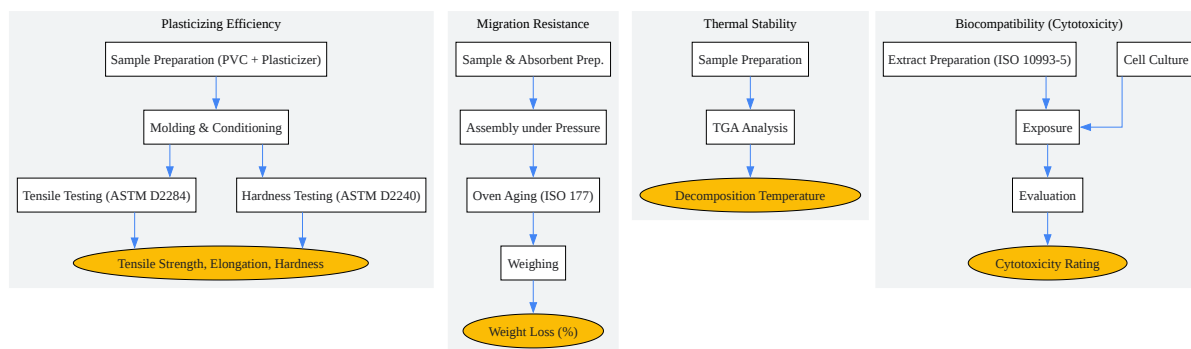 Plasticizing Efficiency
Sample Preparation (PVC + Plasticizer)
Molding & Conditioning
Tensile Testing (ASTM D2284)
Hardness Testing (ASTM D2240)
Tensile Strength, Elongation, Hardness
Migration Resistance
Sample & Absorbent Prep.
Assembly under Pressure
Oven Aging (ISO 177)
Weighing
Weight Loss (%)
Thermal Stability
Sample Preparation
TGA Analysis
Decomposition Temperature
Biocompatibility (Cytotoxicity)
Extract Preparation (ISO 10993-5)
Cell Culture
Exposure
Evaluation
Cytotoxicity Rating